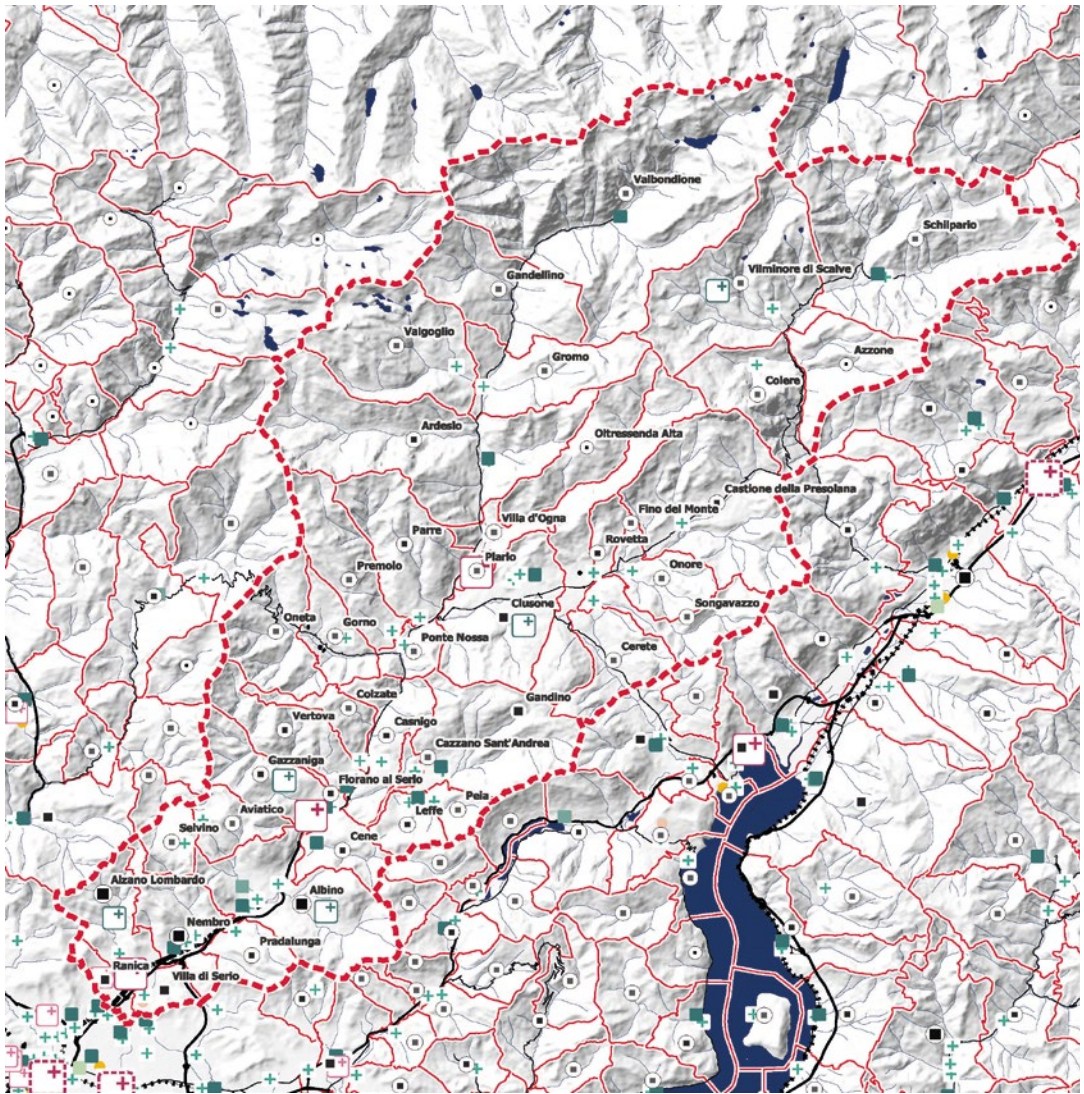 Valbondione
Schilpario
Vilminore di Scalve
Gandellino
Valgoglio
Gromo
Azzone
Colere
Ardesio
Oltressenda Alta
Castione della Presolana
Fino del Monte
Villa d'Ogna
Parre
Rovetta
Piario
Premolo
Onore
Clusone
Songavazzo
Oneta
Gorno
Ponte Nossa
Cerete
Colzate
Gandino
Vertova
Casnigo
Cazzano Sant'Andrea
Gazzaniga
Fiorano al Serio
Peia
Aviatico
Leffe
Selvino
Cene
Alzano Lombardo
Albino
Nembro
Pradalunga
Ranica
Villa di Serio